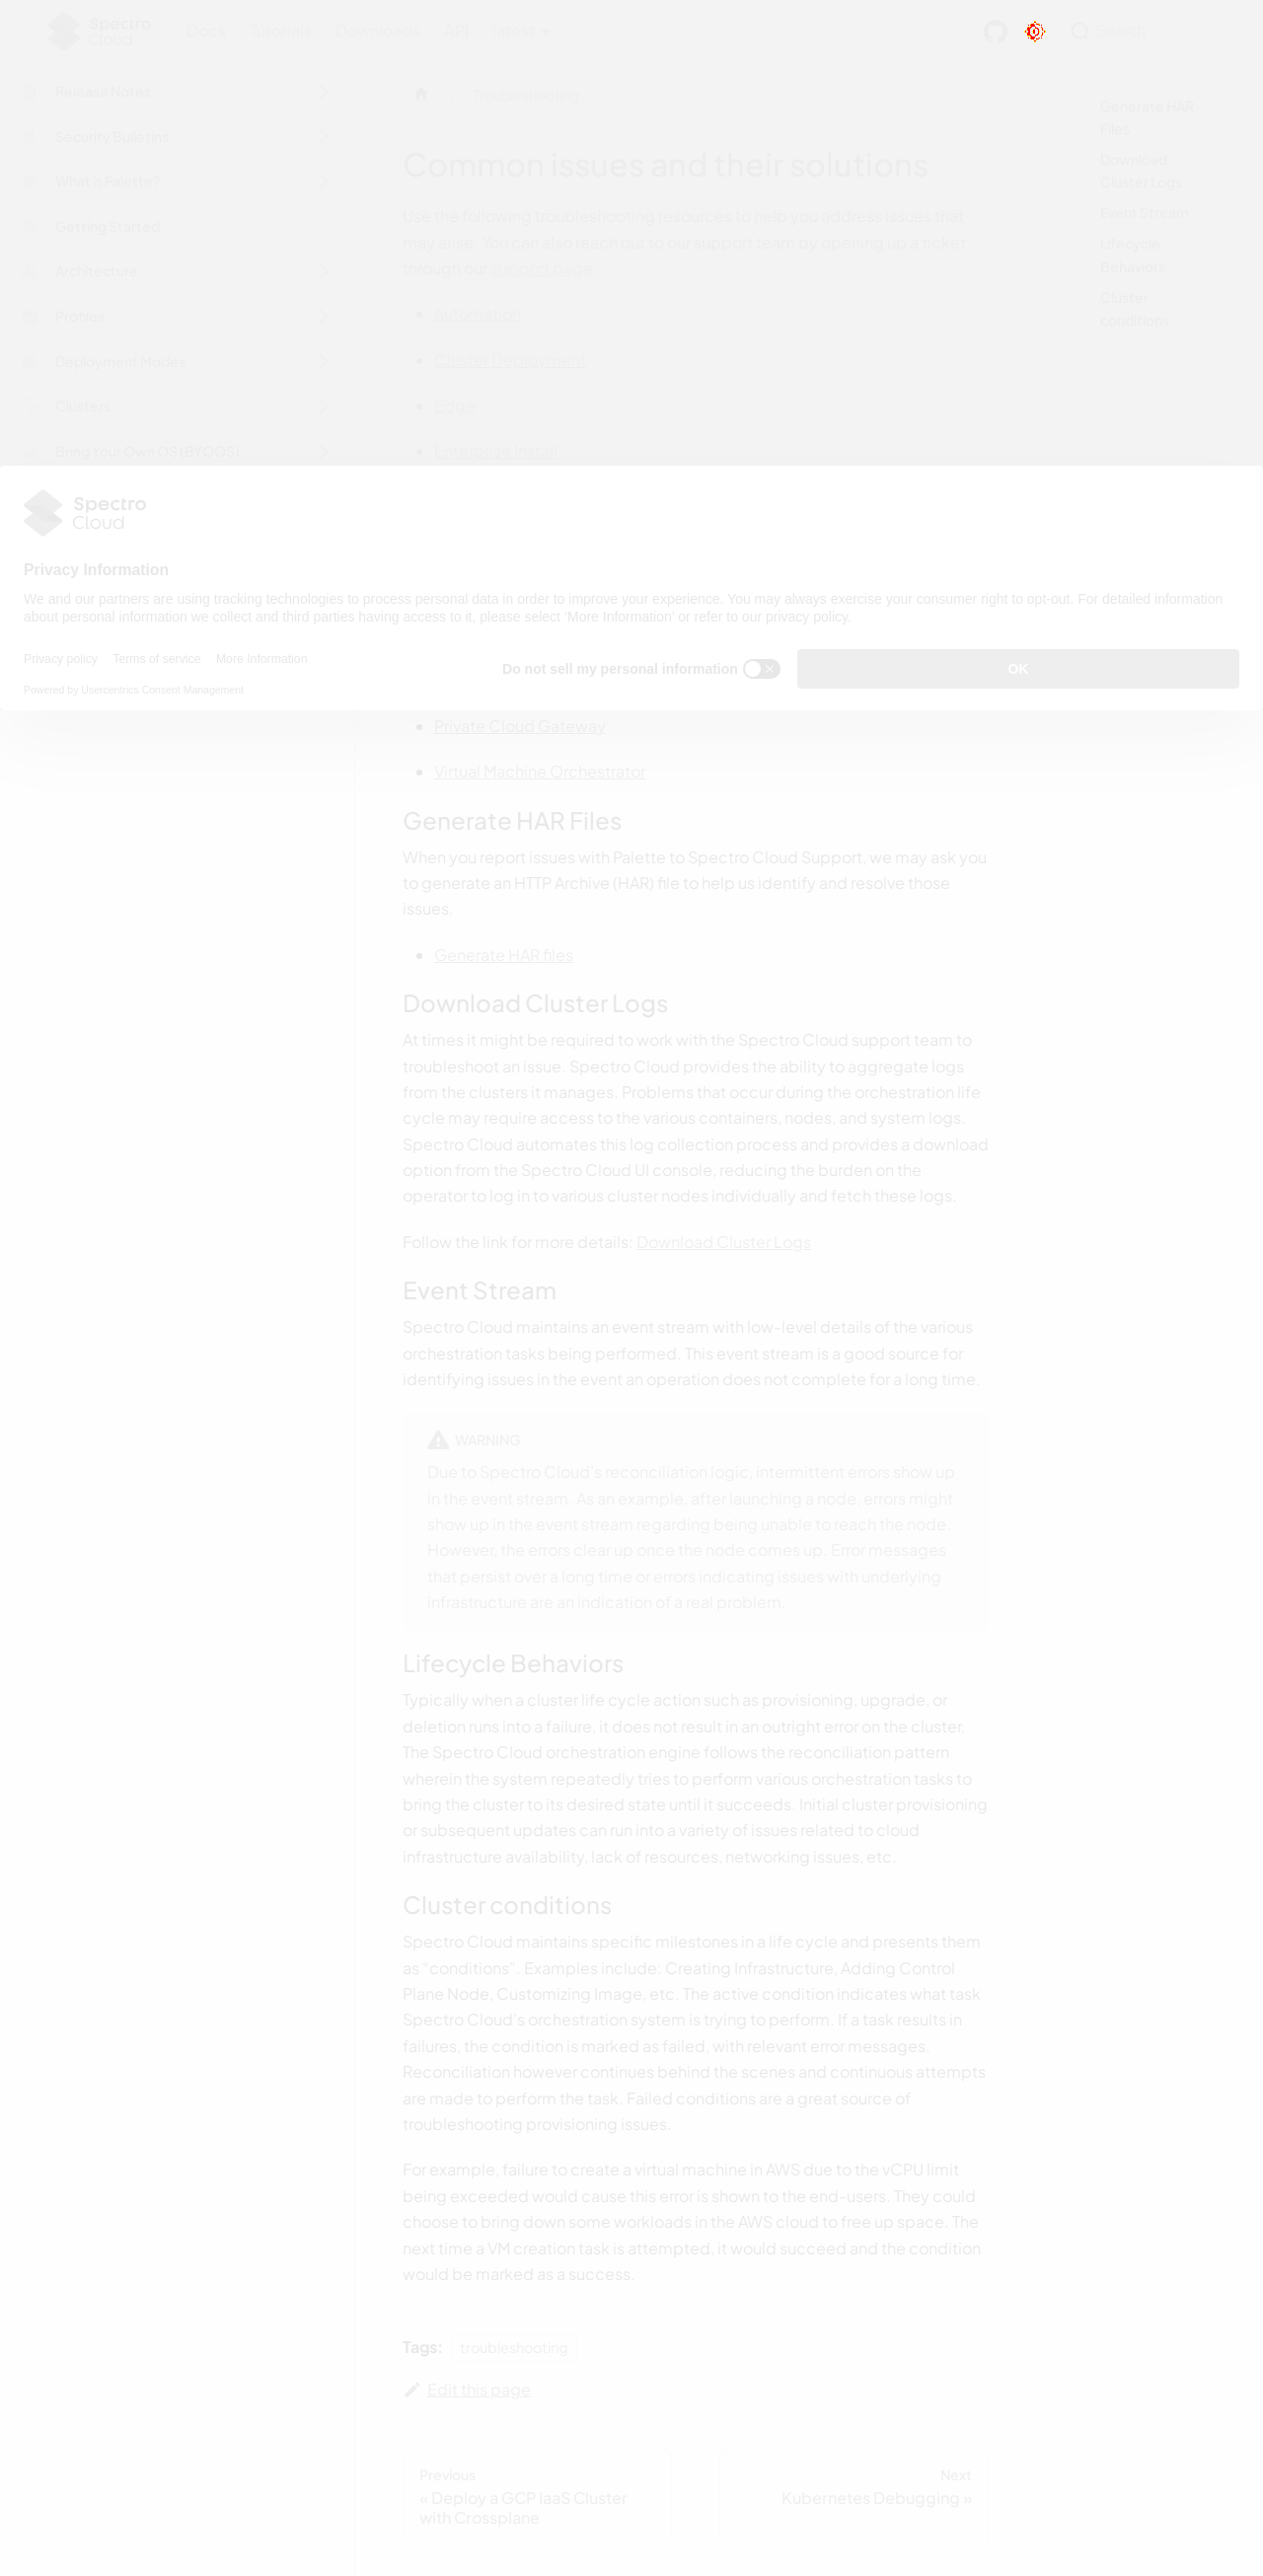 Spectro
Cloud
Docs Tutorials Downloads API latest
Search
Release Notes
Security Bulletins
What is Palette?
Getting Started
Architecture
Profiles
Deployment Modes
Clusters
Bring Your Own OS (BYOOS)
Troubleshooting
Common issues and their solutions
Use the following troubleshooting resources to help you address issues that
may arise. You can also reach out to our support team by opening up a ticket
through our support page.
Automation
Cluster Deployment
Edge
Enterprise Install
Generate HAR
Files
Download
Cluster Logs
Event Stream
Lifecycle
Behaviors
Cluster
conditions
Spectro
Cloud
Privacy Information
We and our partners are using tracking technologies to process personal data in order to improve your experience. You may always exercise your consumer right to opt-out. For detailed information
about personal information we collect and third parties having access to it, please select ‘More Information’ or refer to our privacy policy.
Privacy policy Terms of service More Information
Powered by Usercentrics Consent Management
Do not sell my personal information
OK
Private Cloud Gateway
Virtual Machine Orchestrator
Generate HAR Files
When you report issues with Palette to Spectro Cloud Support, we may ask you
to generate an HTTP Archive (HAR) file to help us identify and resolve those
issues.
Generate HAR files
Download Cluster Logs
At times it might be required to work with the Spectro Cloud support team to
troubleshoot an issue. Spectro Cloud provides the ability to aggregate logs
from the clusters it manages. Problems that occur during the orchestration life
cycle may require access to the various containers, nodes, and system logs.
Spectro Cloud automates this log collection process and provides a download
option from the Spectro Cloud UI console, reducing the burden on the
operator to log in to various cluster nodes individually and fetch these logs.
Follow the link for more details: Download Cluster Logs
Event Stream
Spectro Cloud maintains an event stream with low-level details of the various
orchestration tasks being performed. This event stream is a good source for
identifying issues in the event an operation does not complete for a long time.
WARNING
Due to Spectro Cloud's reconciliation logic, intermittent errors show up
in the event stream. As an example, after launching a node, errors might
show up in the event stream regarding being unable to reach the node.
However, the errors clear up once the node comes up. Error messages
that persist over a long time or errors indicating issues with underlying
infrastructure are an indication of a real problem.
Lifecycle Behaviors
Typically when a cluster life cycle action such as provisioning, upgrade, or
deletion runs into a failure, it does not result in an outright error on the cluster.
The Spectro Cloud orchestration engine follows the reconciliation pattern
wherein the system repeatedly tries to perform various orchestration tasks to
bring the cluster to its desired state until it succeeds. Initial cluster provisioning
or subsequent updates can run into a variety of issues related to cloud
infrastructure availability, lack of resources, networking issues, etc.
Cluster conditions
Spectro Cloud maintains specific milestones in a life cycle and presents them
as "conditions". Examples include: Creating Infrastructure, Adding Control
Plane Node, Customizing Image, etc. The active condition indicates what task
Spectro Cloud's orchestration system is trying to perform. If a task results in
failures, the condition is marked as failed, with relevant error messages.
Reconciliation however continues behind the scenes and continuous attempts
are made to perform the task. Failed conditions are a great source of
troubleshooting provisioning issues.
For example, failure to create a virtual machine in AWS due to the vCPU limit
being exceeded would cause this error is shown to the end-users. They could
choose to bring down some workloads in the AWS cloud to free up space. The
next time a VM creation task is attempted, it would succeed and the condition
would be marked as a success.
Tags: troubleshooting
Edit this page
Previous
« Deploy a GCP IaaS Cluster
with Crossplane
Next
Kubernetes Debugging »